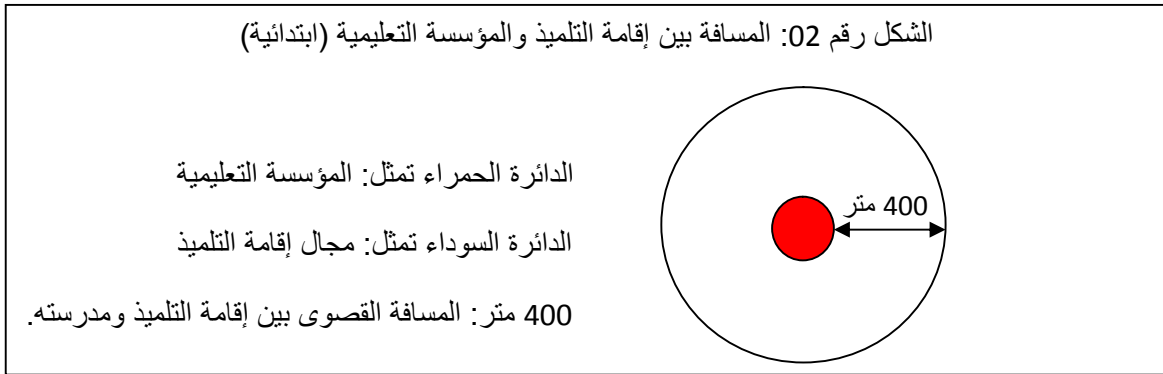 الشكل رقم 02: المسافة بين إقامة التلميذ والمؤسسة التعليمية (ابتدائية)
الدائرة الحمراء تمثل: المؤسسة التعليمية
400 متر
الدائرة السوداء تمثل: مجال إقامة التلميذ
400 متر: المسافة القصوى بين إقامة التلميذ ومدرسته.